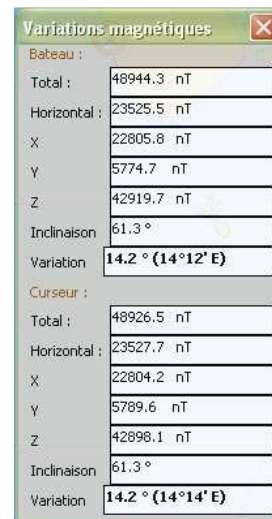 Variations magnétiques
Bateau :
Total : 48944.3 nT
Horizontal : 23525.5 nT
X 22805.8 nT
Y 5774.7 nT
Z 42919.7 nT
Inclinaison 61.3 °
Variation 14.2 ° (14°12' E)
Curseur :
Total : 48926.5 nT
Horizontal : 23527.7 nT
X 22804.2 nT
Y 5789.6 nT
Z 42898.1 nT
Inclinaison 61.3 °
Variation 14.2 ° (14°14' E)